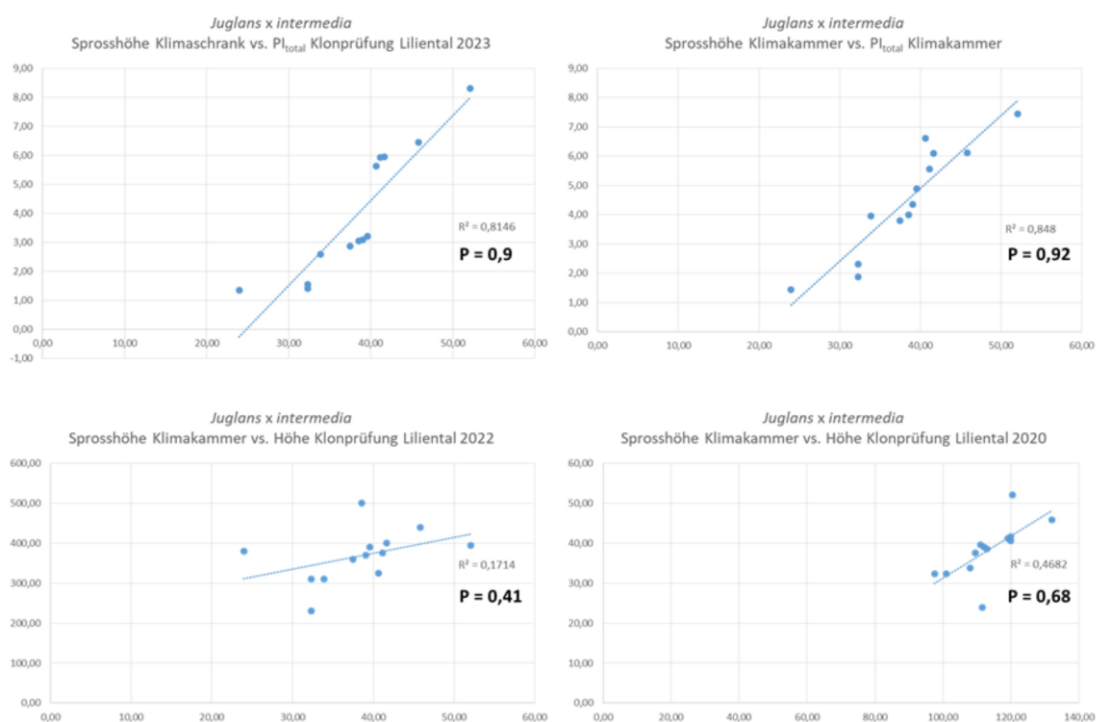 Juglans x intermedia
Sprosshöhe Klimaschrank vs. PItotal Klonprüfung Liliental 2023
9,00
8,00
7,00
6,00
5,00
4,00
3,00
2,00
1,00
0,00
-1,00
0,00 10,00 20,00 30,00 40,00 50,00 60,00
R² = 0,8146
P = 0,9
Juglans x intermedia
Sprosshöhe Klimakammer vs. PItotal Klimakammer
9,00
8,00
7,00
6,00
5,00
4,00
3,00
2,00
1,00
0,00
0,00 10,00 20,00 30,00 40,00 50,00 60,00
R² = 0,848
P = 0,92
Juglans x intermedia
Sprosshöhe Klimakammer vs. Höhe Klonprüfung Liliental 2022
600,00
500,00
400,00
300,00
200,00
100,00
0,00
0,00 10,00 20,00 30,00 40,00 50,00 60,00
R² = 0,1714
P = 0,41
Juglans x intermedia
Sprosshöhe Klimakammer vs. Höhe Klonprüfung Liliental 2020
60,00
50,00
40,00
30,00
20,00
10,00
0,00
0,00 20,00 40,00 60,00 80,00 100,00 120,00 140,00
R² = 0,4682
P = 0,68